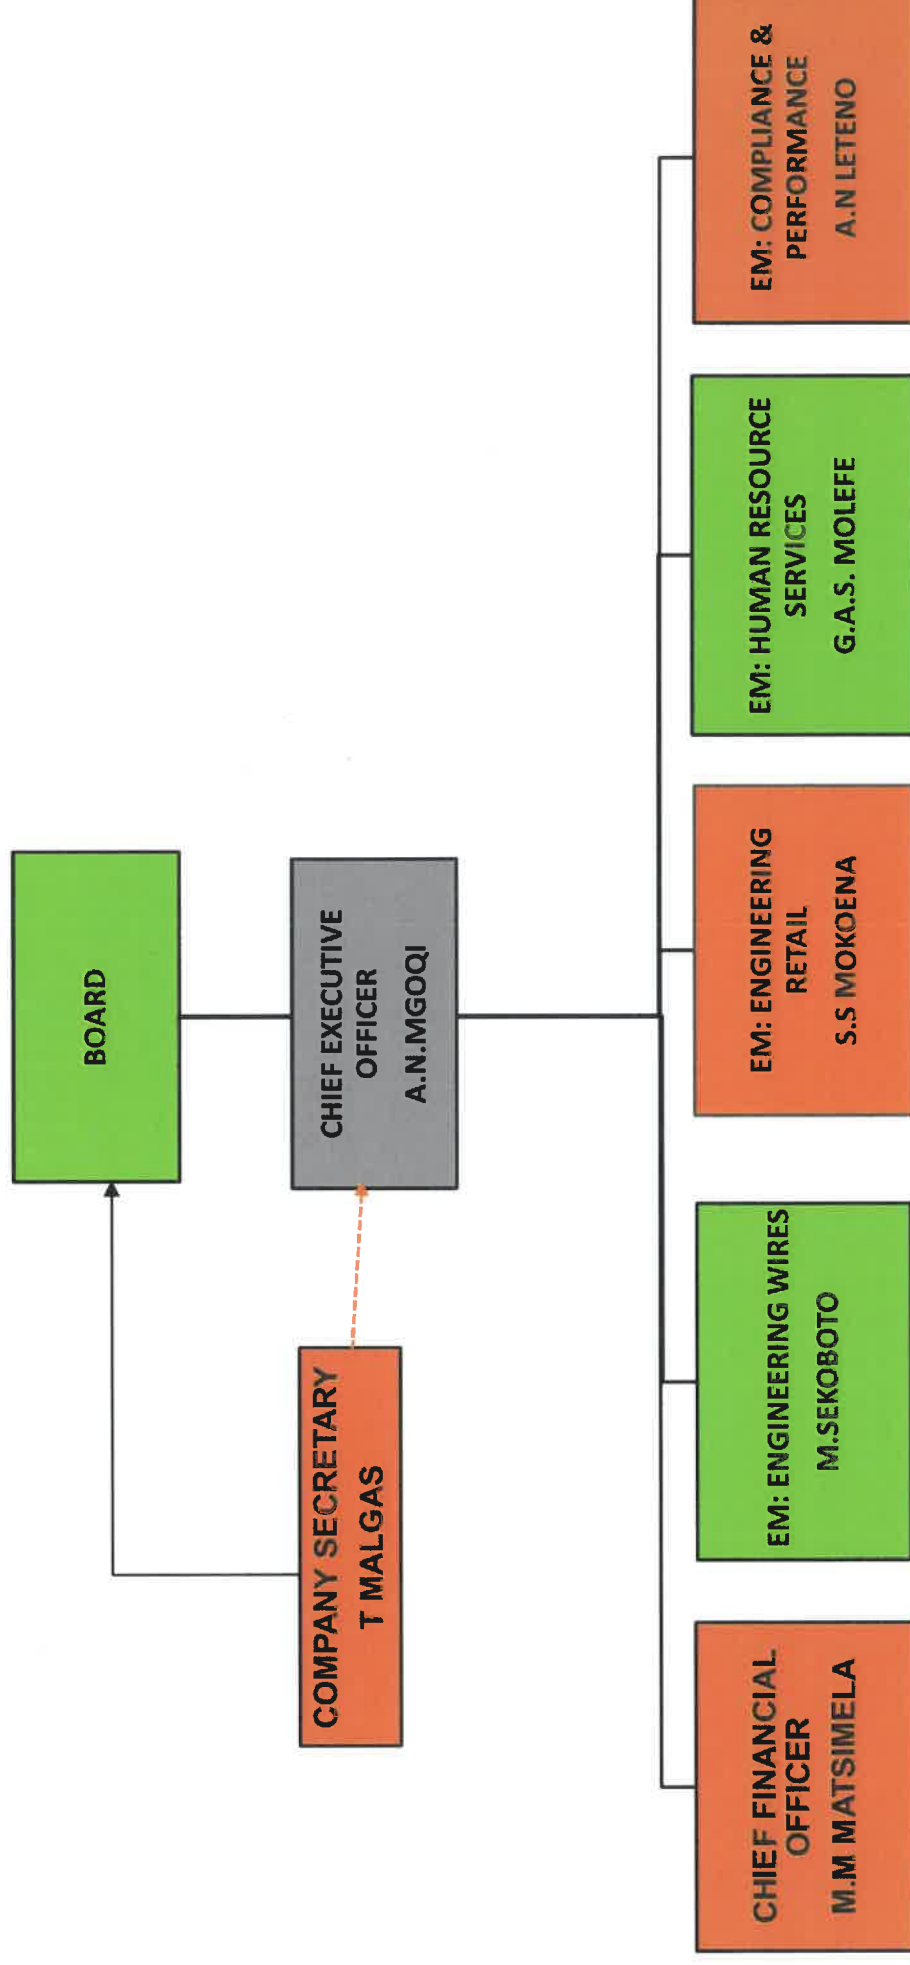 BOARD
CHIEF EXECUTIVE
OFFICER
A.N.MGOQI
COMPANY SECRETARY
T MALGAS
CHIEF FINANCIAL
OFFICER
M.M MATSIMELA
EM: ENGINEERING WIRES
M.SEKOBOTO
EM: ENGINEERING
RETAIL
S.S MOKOENA
EM: HUMAN RESOURCE
SERVICES
G.A.S. MOLEFE
EM: COMPLIANCE &
PERFORMANCE
A.N LETENO